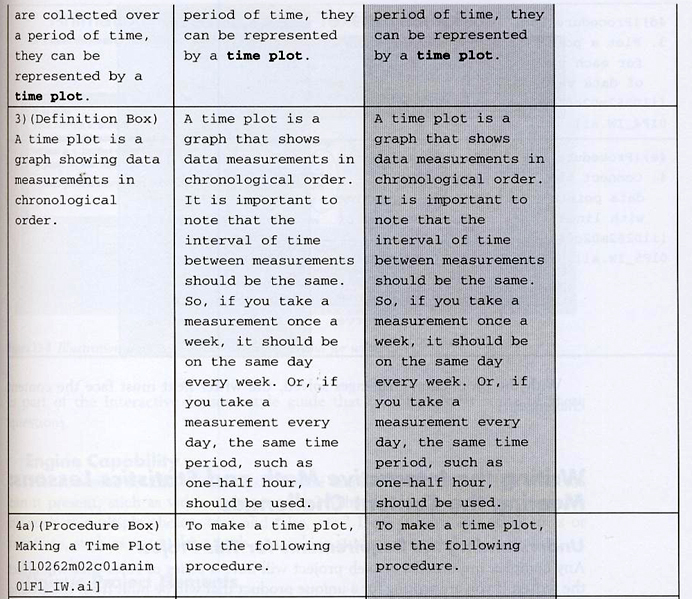 are collected over
a period of time,
they can be
represented by a
time plot.
period of time, they
can be represented
by a time plot.
period of time, they
can be represented
by a time plot.
3)(Definition Box)
A time plot is a
graph showing data
measurements in
chronological
order.
A time plot is a
graph that shows
data measurements in
chronological order.
It is important to
note that the
interval of time
between measurements
should be the same.
So, if you take a
measurement once a
week, it should be
on the same day
every week. Or, if
you take a
measurement every
day, the same time
period, such as
one-half hour,
should be used.
A time plot is a
graph that shows
data measurements in
chronological order.
It is important to
note that the
interval of time
between measurements
should be the same.
So, if you take a
measurement once a
week, it should be
on the same day
every week. Or, if
you take a
measurement every
day, the same time
period, such as
one-half hour,
should be used.
4a)(Procedure Box)
Making a Time Plot
[il0262m02c01anim
01F1_IW.ai]
To make a time plot,
use the following
procedure.
To make a time plot,
use the following
procedure.